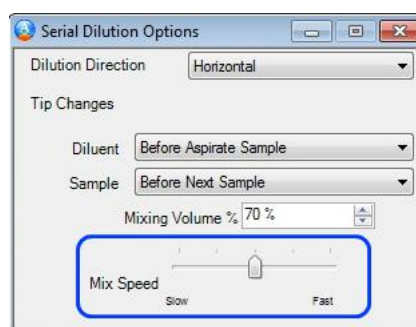 Serial Dilution Options
Dilution Direction Horizontal
Tip Changes
Diluent Before Aspirate Sample
Sample Before Next Sample
Mixing Volume % 70 %
Mix Speed
Slow Fast